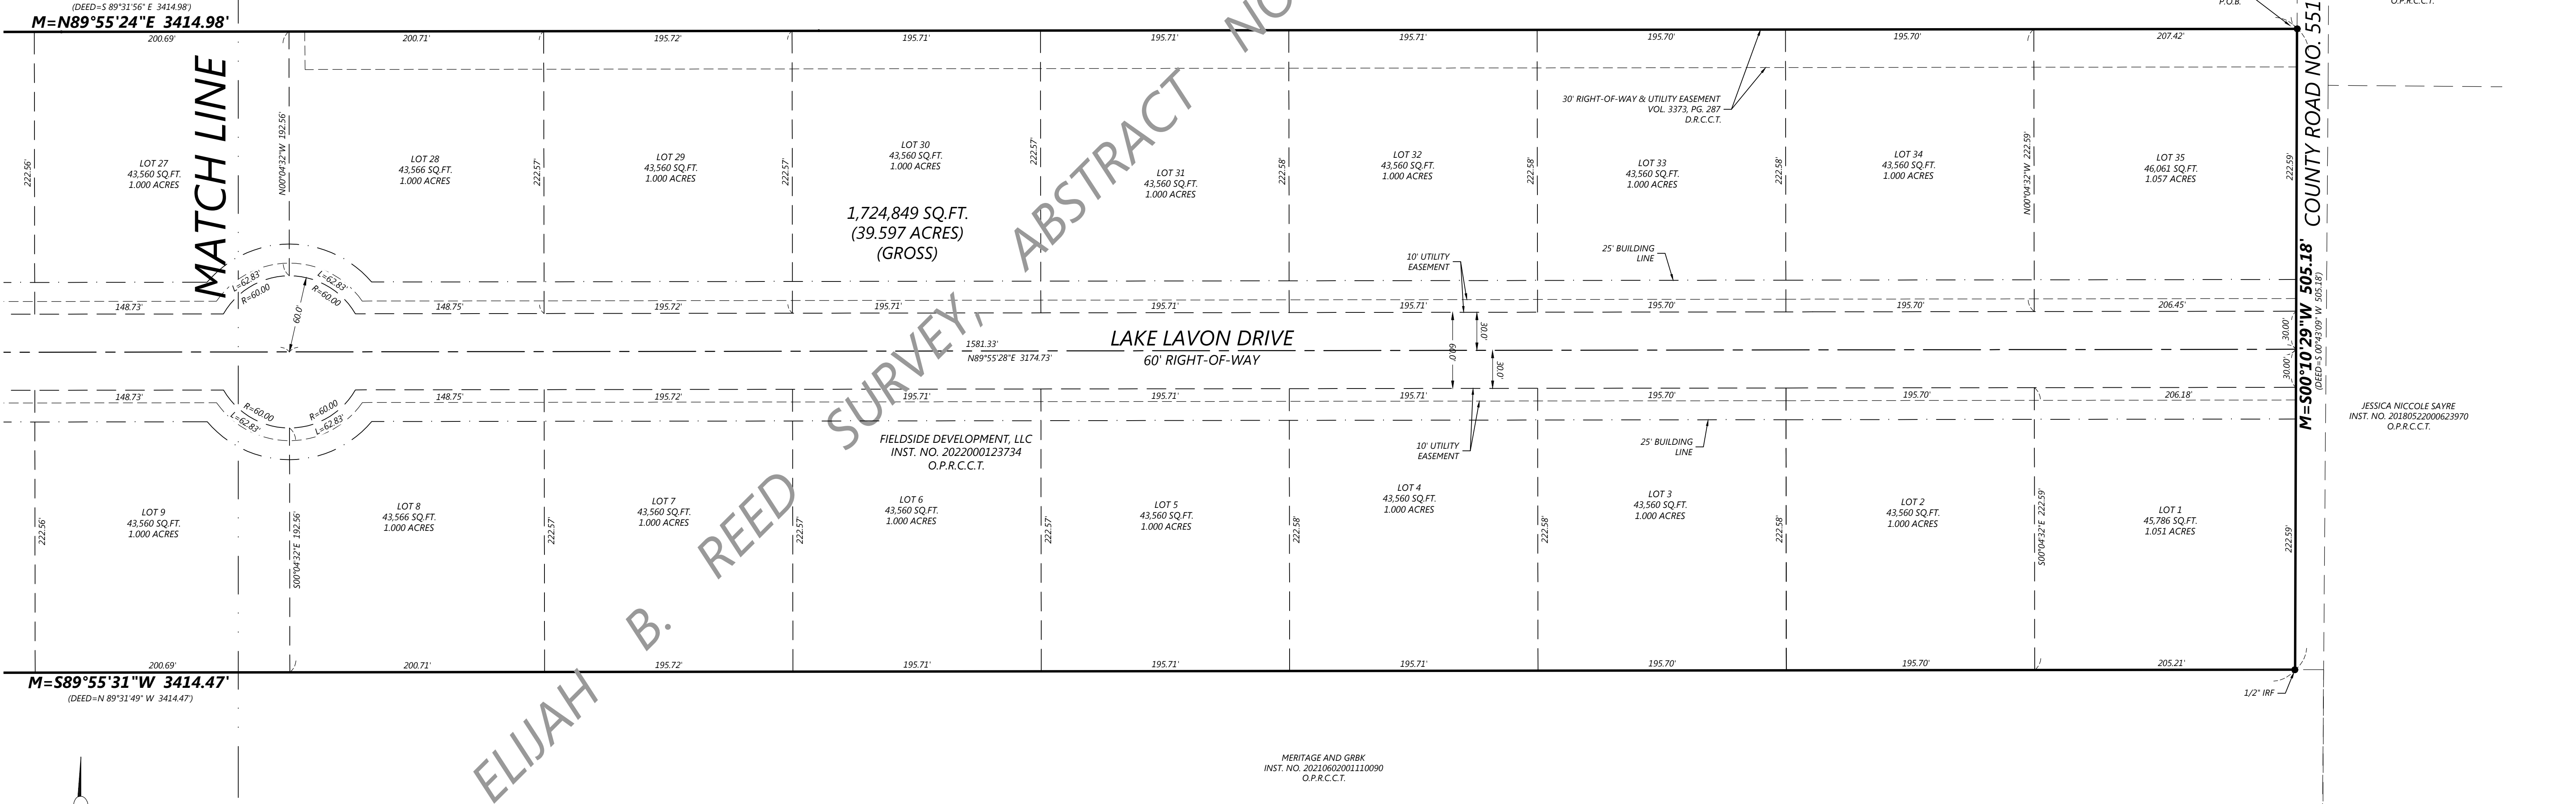 (DEED=S 89°31'56" E 3414.98')
M=N89°55'24"E 3414.98'
P.O.B.
O.P.R.C.C.T.
200.69'
200.71'
195.72'
195.71'
195.71'
195.71'
195.70'
195.70'
207.42'
MATCH LINE
COUNTY ROAD NO. 551
30' RIGHT-OF-WAY & UTILITY EASEMENT
VOL. 3373, PG. 287
D.R.C.C.T.
222.56'
LOT 27
43,560 SQ.FT.
1.000 ACRES
N00°04'32"W 192.56'
LOT 28
43,566 SQ.FT.
1.000 ACRES
222.57'
LOT 29
43,560 SQ.FT.
1.000 ACRES
222.57'
LOT 30
43,560 SQ.FT.
1.000 ACRES
222.57'
LOT 31
43,560 SQ.FT.
1.000 ACRES
222.58'
LOT 32
43,560 SQ.FT.
1.000 ACRES
222.58'
LOT 33
43,560 SQ.FT.
1.000 ACRES
222.58'
LOT 34
43,560 SQ.FT.
1.000 ACRES
N00°04'32"W 222.59'
LOT 35
46,061 SQ.FT.
1.057 ACRES
222.59'
1,724,849 SQ.FT.
(39.597 ACRES)
(GROSS)
10' UTILITY
EASEMENT
25' BUILDING
LINE
L=62.83'
R=60.00
L=62.83'
R=60.00
60.0'
148.73'
148.75'
195.72'
195.71'
195.71'
195.71'
195.70'
195.70'
206.45'
30.00'
30.00'
M=S00°10'29"W 505.18'
(DEED=S 00°43'09" W 505.18')
1581.33'
N89°55'28"E 3174.73'
LAKE LAVON DRIVE
60' RIGHT-OF-WAY
60.0'
30.0'
30.0'
148.73'
R=60.00
L=62.83'
R=60.00
L=62.83'
148.75'
195.72'
195.71'
195.71'
195.71'
195.70'
195.70'
206.18'
FIELDSIDE DEVELOPMENT, LLC
INST. NO. 2022000123734
O.P.R.C.C.T.
10' UTILITY
EASEMENT
25' BUILDING
LINE
JESSICA NICCOLE SAYRE
INST. NO. 20180522000623970
O.P.R.C.C.T.
222.56'
LOT 9
43,560 SQ.FT.
1.000 ACRES
S00°04'32"E 192.56'
LOT 8
43,566 SQ.FT.
1.000 ACRES
222.57'
LOT 7
43,560 SQ.FT.
1.000 ACRES
222.57'
LOT 6
43,560 SQ.FT.
1.000 ACRES
222.57'
LOT 5
43,560 SQ.FT.
1.000 ACRES
222.58'
LOT 4
43,560 SQ.FT.
1.000 ACRES
222.58'
LOT 3
43,560 SQ.FT.
1.000 ACRES
222.58'
LOT 2
43,560 SQ.FT.
1.000 ACRES
S00°04'32"E 222.59'
LOT 1
45,786 SQ.FT.
1.051 ACRES
222.59'
200.69'
200.71'
195.72'
195.71'
195.71'
195.71'
195.70'
195.70'
205.21'
M=S89°55'31"W 3414.47'
(DEED=N 89°31'49" W 3414.47')
1/2" IRF
ELIJAH B. REED SURVEY, ABSTRACT NO
MERITAGE AND GRBK
INST. NO. 20210602001110090
O.P.R.C.C.T.